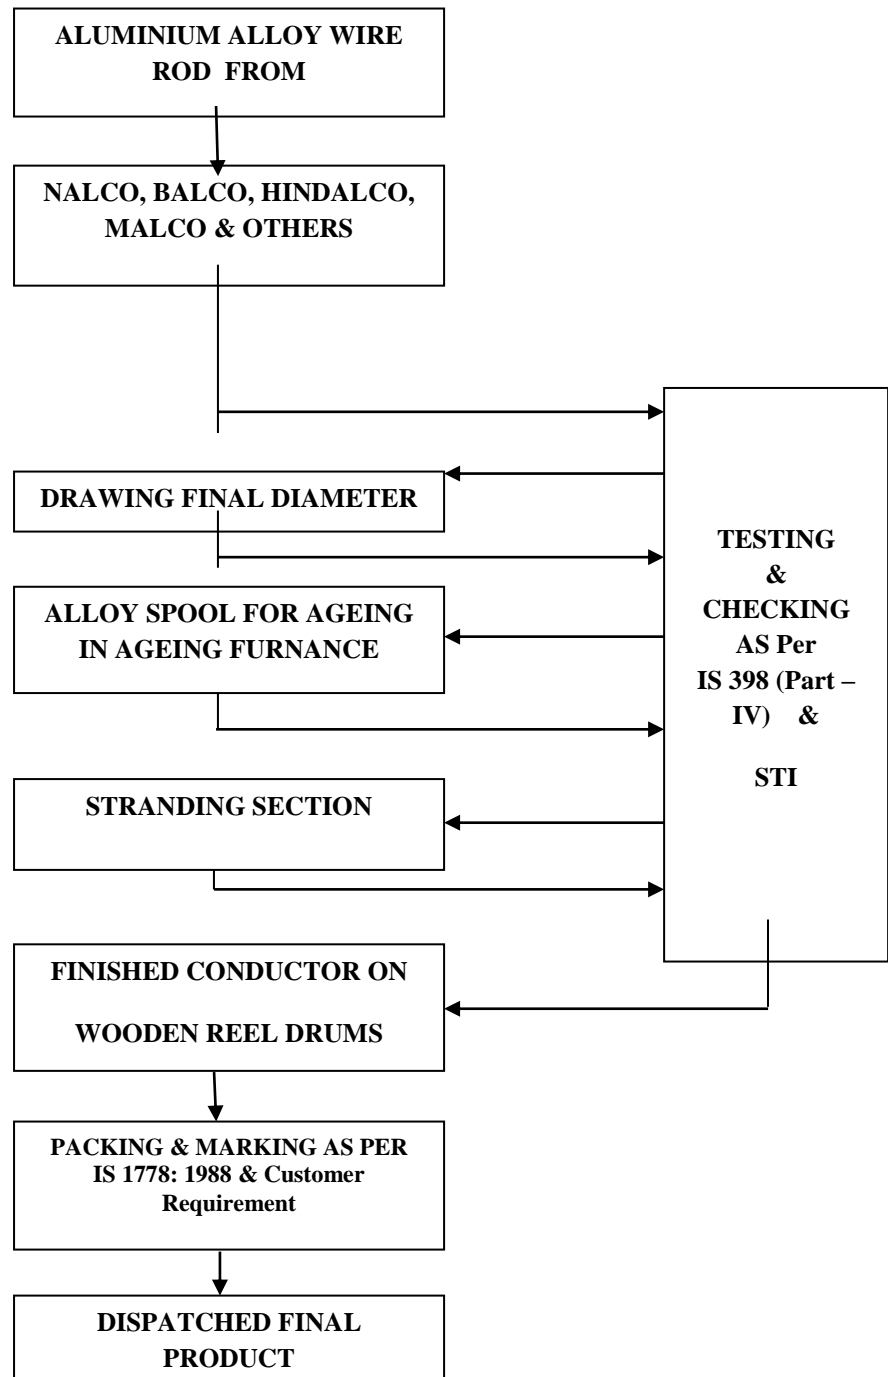 ALUMINIUM ALLOY WIRE
ROD FROM
NALCO, BALCO, HINDALCO,
MALCO & OTHERS
DRAWING FINAL DIAMETER
ALLOY SPOOL FOR AGEING
IN AGEING FURNANCE
STRANDING SECTION
TESTING
&
CHECKING
AS Per
IS 398 (Part –
IV) &
STI
FINISHED CONDUCTOR ON
WOODEN REEL DRUMS
PACKING & MARKING AS PER
IS 1778: 1988 & Customer
Requirement
DISPATCHED FINAL
PRODUCT